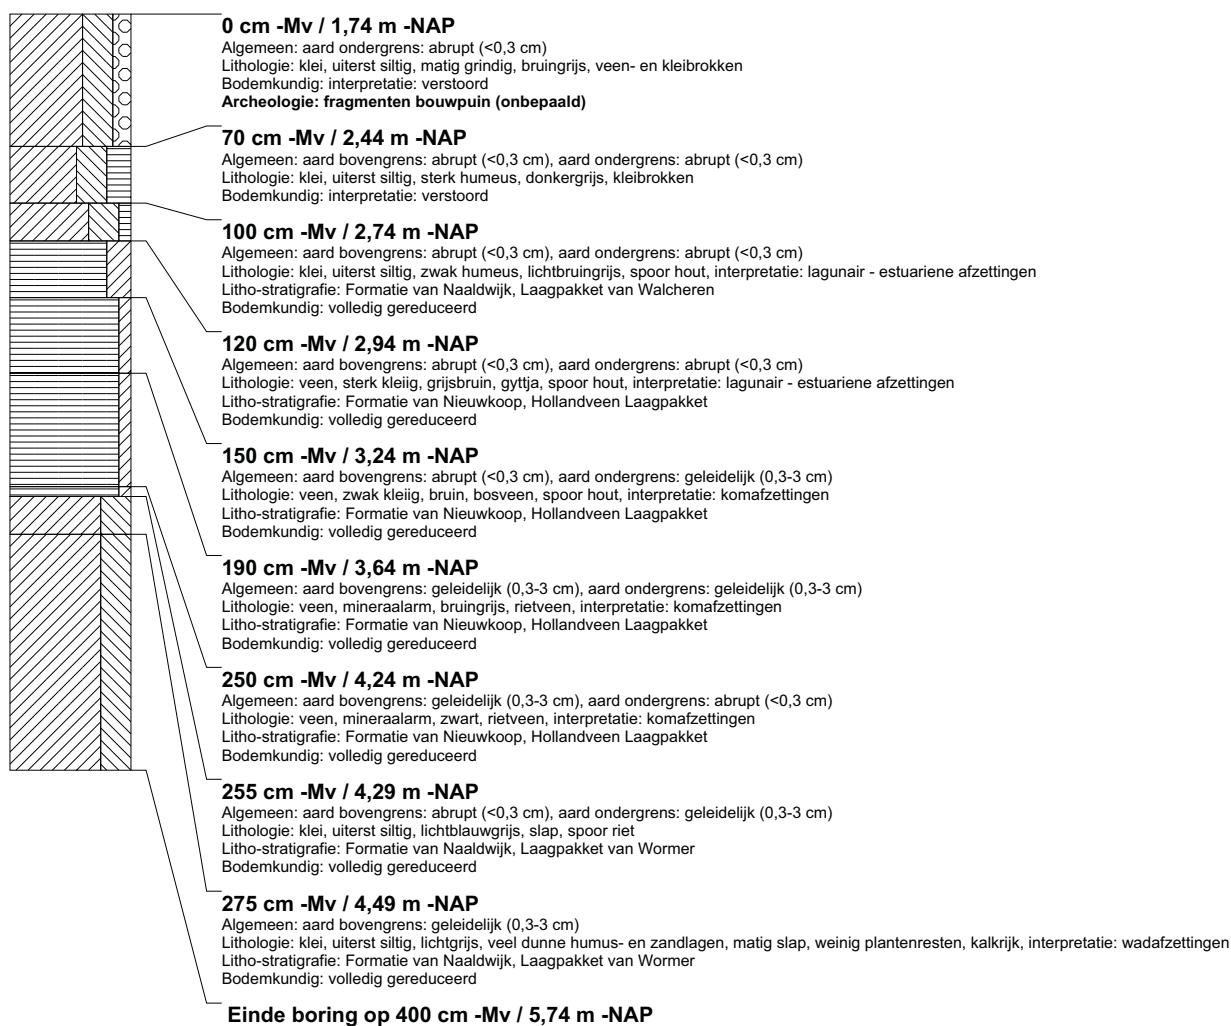 0 cm -Mv / 1,74 m -NAP
Algemeen: aard ondergrens: abrupt (<0,3 cm)
Lithologie: klei, uiterst siltig, matig grindig, bruingrijs, veen- en kleibrokken
Bodemkundig: interpretatie: verstoord
Archeologie: fragmenten bouwpuin (onbepaald)
70 cm -Mv / 2,44 m -NAP
Algemeen: aard bovengrens: abrupt (<0,3 cm), aard ondergrens: abrupt (<0,3 cm)
Lithologie: klei, uiterst siltig, sterk humeus, donkergrijs, kleibrokken
Bodemkundig: interpretatie: verstoord
100 cm -Mv / 2,74 m -NAP
Algemeen: aard bovengrens: abrupt (<0,3 cm), aard ondergrens: abrupt (<0,3 cm)
Lithologie: klei, uiterst siltig, zwak humeus, lichtbruingrijs, spoor hout, interpretatie: lagunair - estuariene afzettingen
Litho-stratigrafie: Formatie van Naaldwijk, Laagpakket van Walcheren
Bodemkundig: volledig gereduceerd
120 cm -Mv / 2,94 m -NAP
Algemeen: aard bovengrens: abrupt (<0,3 cm), aard ondergrens: abrupt (<0,3 cm)
Lithologie: veen, sterk kleiig, grijsbruin, gyttja, spoor hout, interpretatie: lagunair - estuariene afzettingen
Litho-stratigrafie: Formatie van Nieuwkoop, Hollandveen Laagpakket
Bodemkundig: volledig gereduceerd
150 cm -Mv / 3,24 m -NAP
Algemeen: aard bovengrens: abrupt (<0,3 cm), aard ondergrens: geleidelijk (0,3-3 cm)
Lithologie: veen, zwak kleiig, bruin, bosveen, spoor hout, interpretatie: komafzettingen
Litho-stratigrafie: Formatie van Nieuwkoop, Hollandveen Laagpakket
Bodemkundig: volledig gereduceerd
190 cm -Mv / 3,64 m -NAP
Algemeen: aard bovengrens: geleidelijk (0,3-3 cm), aard ondergrens: geleidelijk (0,3-3 cm)
Lithologie: veen, mineraalarm, bruingrijs, rietveen, interpretatie: komafzettingen
Litho-stratigrafie: Formatie van Nieuwkoop, Hollandveen Laagpakket
Bodemkundig: volledig gereduceerd
250 cm -Mv / 4,24 m -NAP
Algemeen: aard bovengrens: geleidelijk (0,3-3 cm), aard ondergrens: abrupt (<0,3 cm)
Lithologie: veen, mineraalarm, zwart, rietveen, interpretatie: komafzettingen
Litho-stratigrafie: Formatie van Nieuwkoop, Hollandveen Laagpakket
Bodemkundig: volledig gereduceerd
255 cm -Mv / 4,29 m -NAP
Algemeen: aard bovengrens: abrupt (<0,3 cm), aard ondergrens: geleidelijk (0,3-3 cm)
Lithologie: klei, uiterst siltig, lichtblauwgrijs, slap, spoor riet
Litho-stratigrafie: Formatie van Naaldwijk, Laagpakket van Wormer
Bodemkundig: volledig gereduceerd
275 cm -Mv / 4,49 m -NAP
Algemeen: aard bovengrens: geleidelijk (0,3-3 cm)
Lithologie: klei, uiterst siltig, lichtgrijs, veel dunne humus- en zandlagen, matig slap, weinig plantenresten, kalkrijk, interpretatie: wadafzettingen
Litho-stratigrafie: Formatie van Naaldwijk, Laagpakket van Wormer
Bodemkundig: volledig gereduceerd
Einde boring op 400 cm -Mv / 5,74 m -NAP